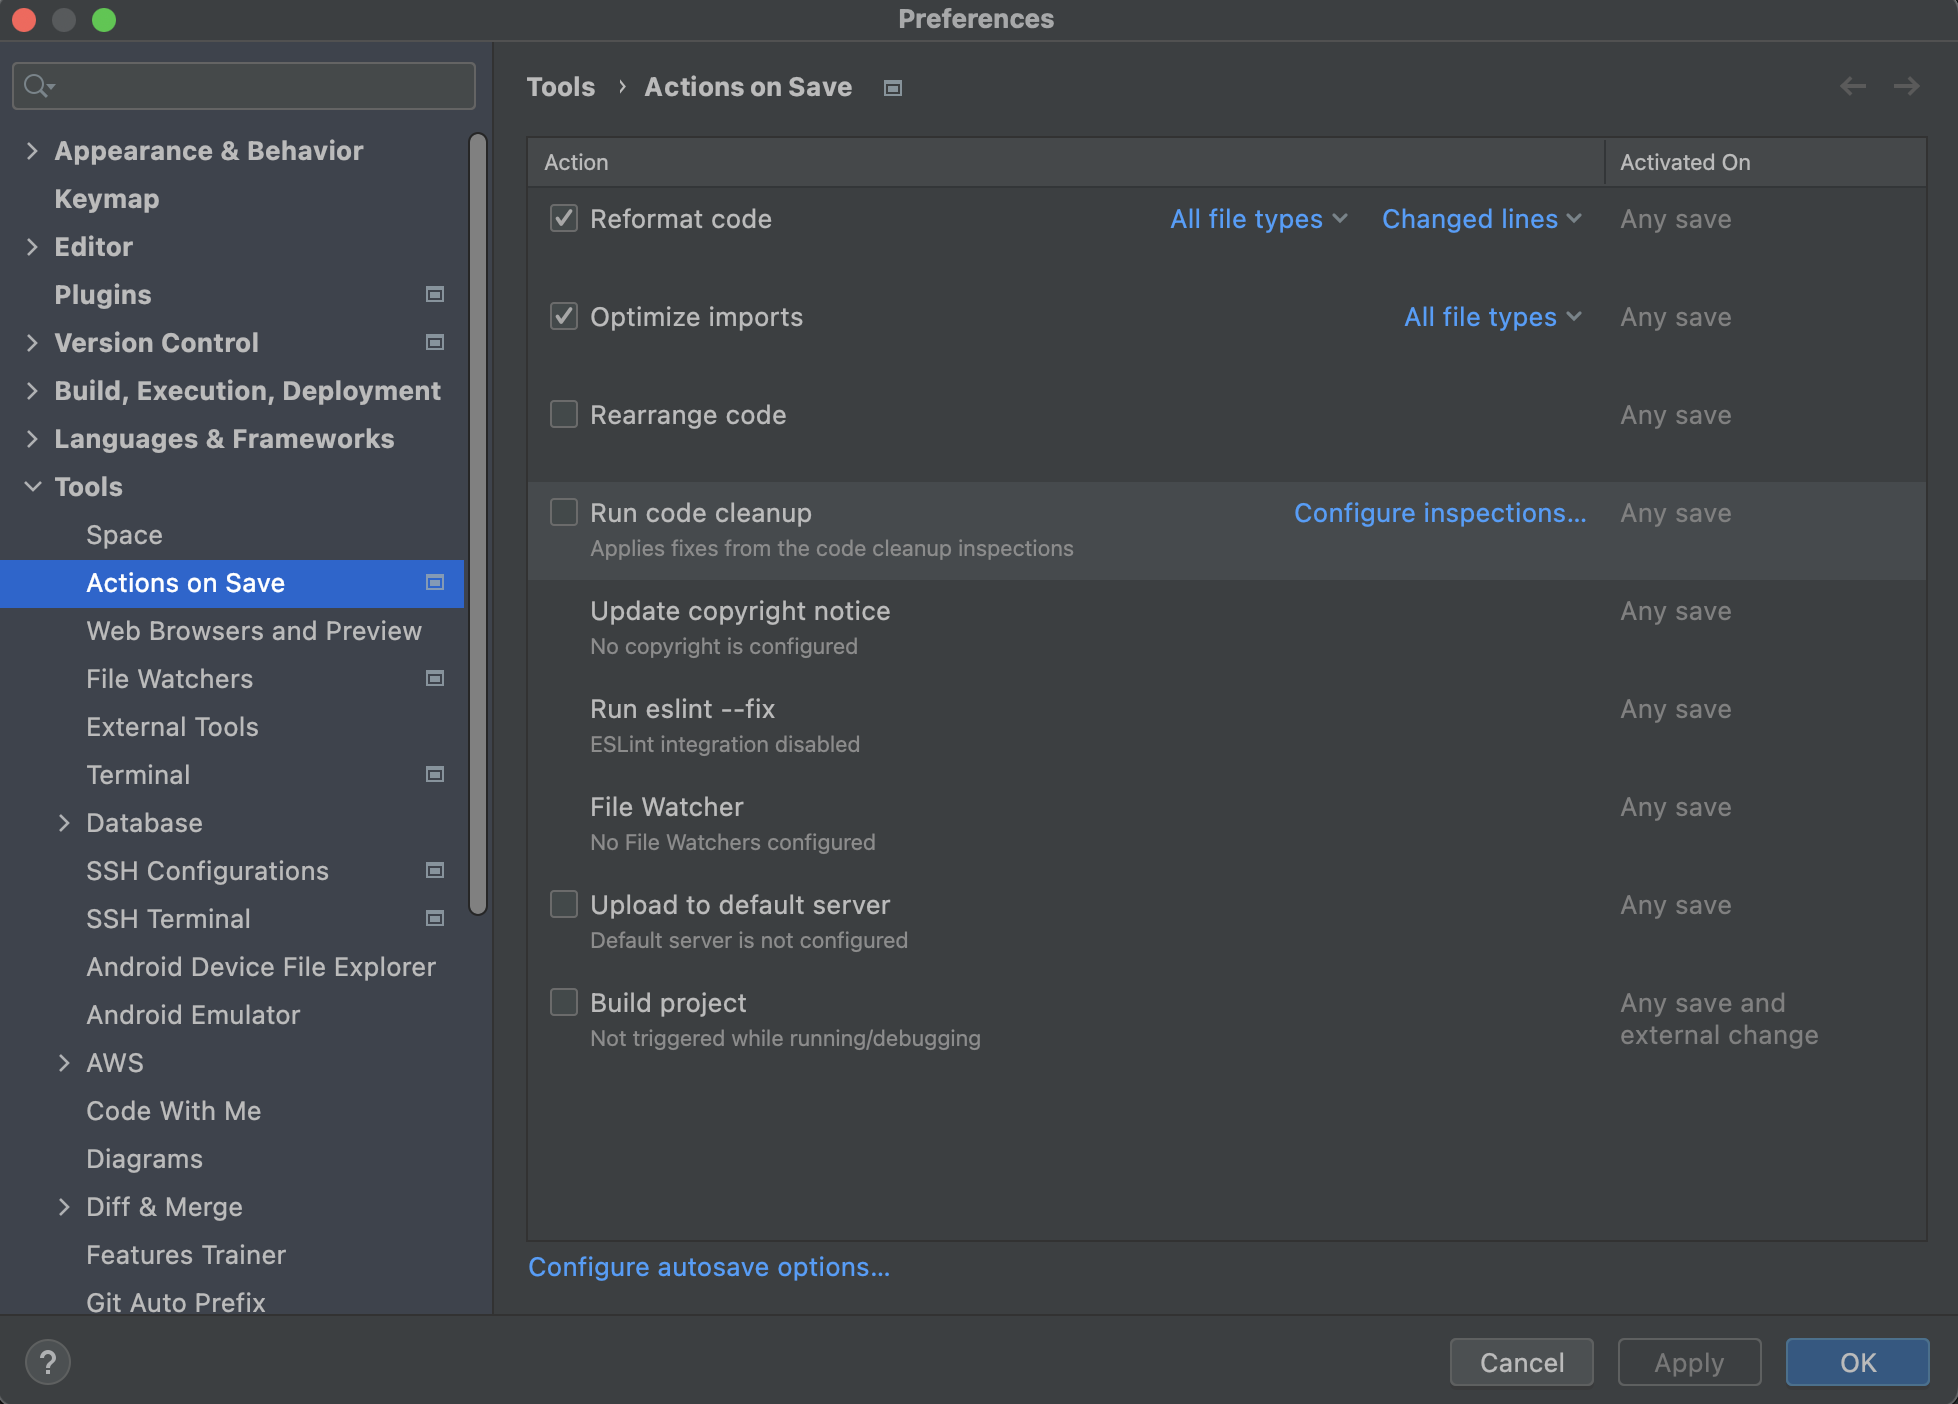 Preferences
Tools › Actions on Save
Appearance & Behavior
Keymap
Editor
Plugins
Version Control
Build, Execution, Deployment
Languages & Frameworks
Tools
Space
Actions on Save
Web Browsers and Preview
File Watchers
External Tools
Terminal
Database
SSH Configurations
SSH Terminal
Android Device File Explorer
Android Emulator
AWS
Code With Me
Diagrams
Diff & Merge
Features Trainer
Git Auto Prefix
Action Activated On
Reformat code All file types Changed lines Any save
Optimize imports All file types Any save
Rearrange code Any save
Run code cleanup Configure inspections... Any save
Applies fixes from the code cleanup inspections
Update copyright notice Any save
No copyright is configured
Run eslint --fix Any save
ESLint integration disabled
File Watcher Any save
No File Watchers configured
Upload to default server Any save
Default server is not configured
Build project Any save and
external change
Not triggered while running/debugging
Configure autosave options...
? Cancel Apply OK